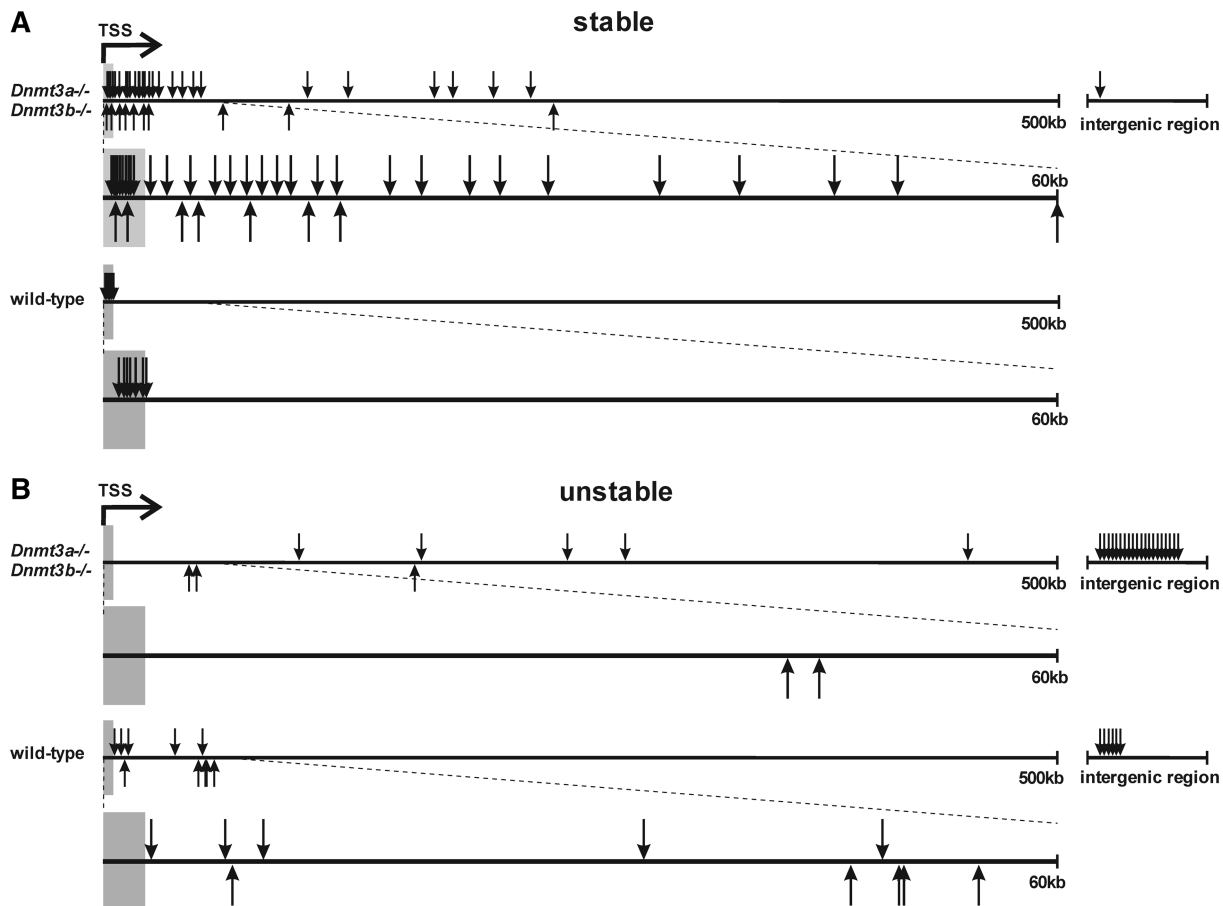 A
stable
TSS
Dnmt3a-/-
Dnmt3b-/-
500kb
intergenic region
60kb
wild-type
500kb
60kb
B
unstable
TSS
Dnmt3a-/-
Dnmt3b-/-
500kb
intergenic region
60kb
wild-type
500kb
intergenic region
60kb